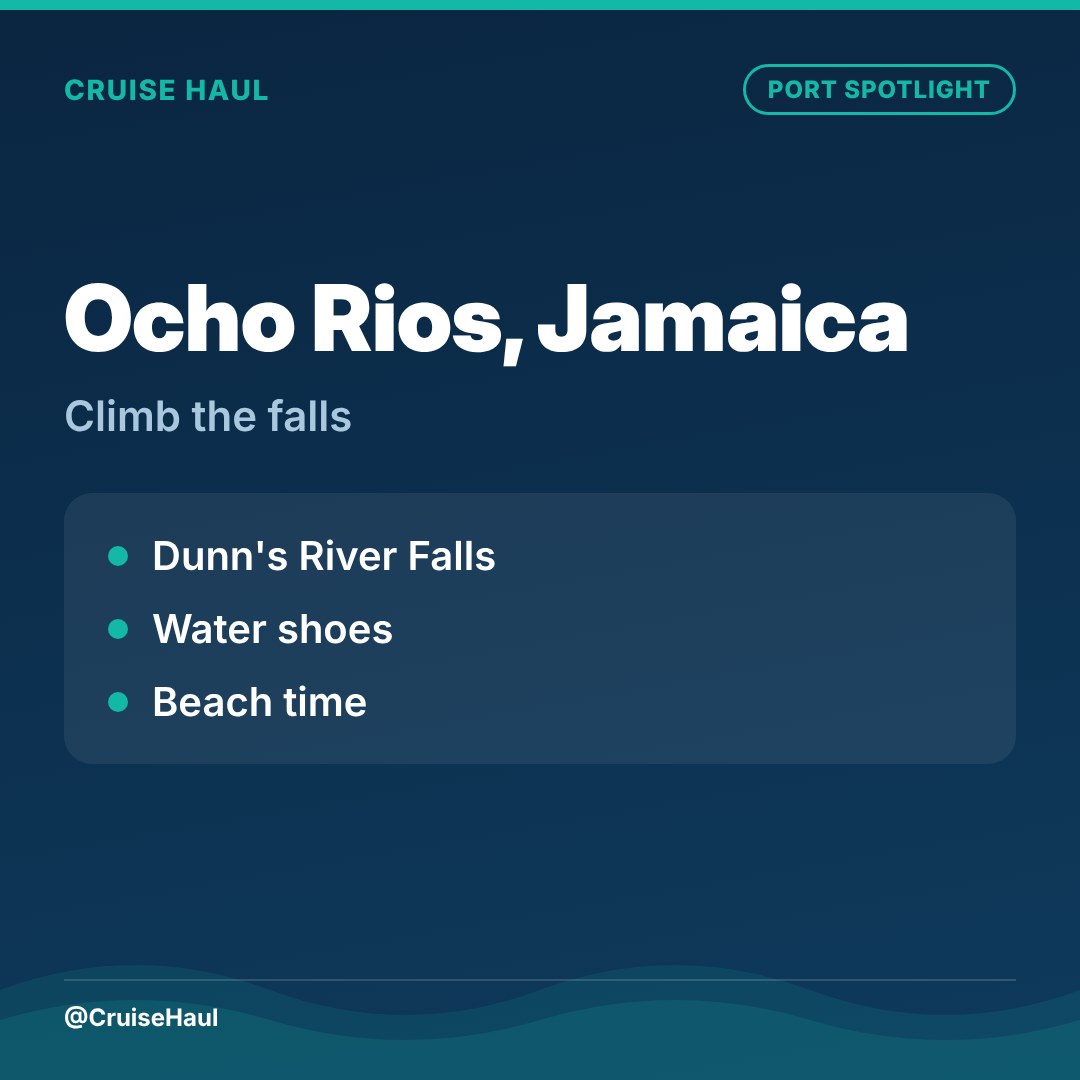 CRUISE HAUL
PORT SPOTLIGHT
Ocho Rios, Jamaica
Climb the falls
Dunn's River Falls
Water shoes
Beach time
@CruiseHaul